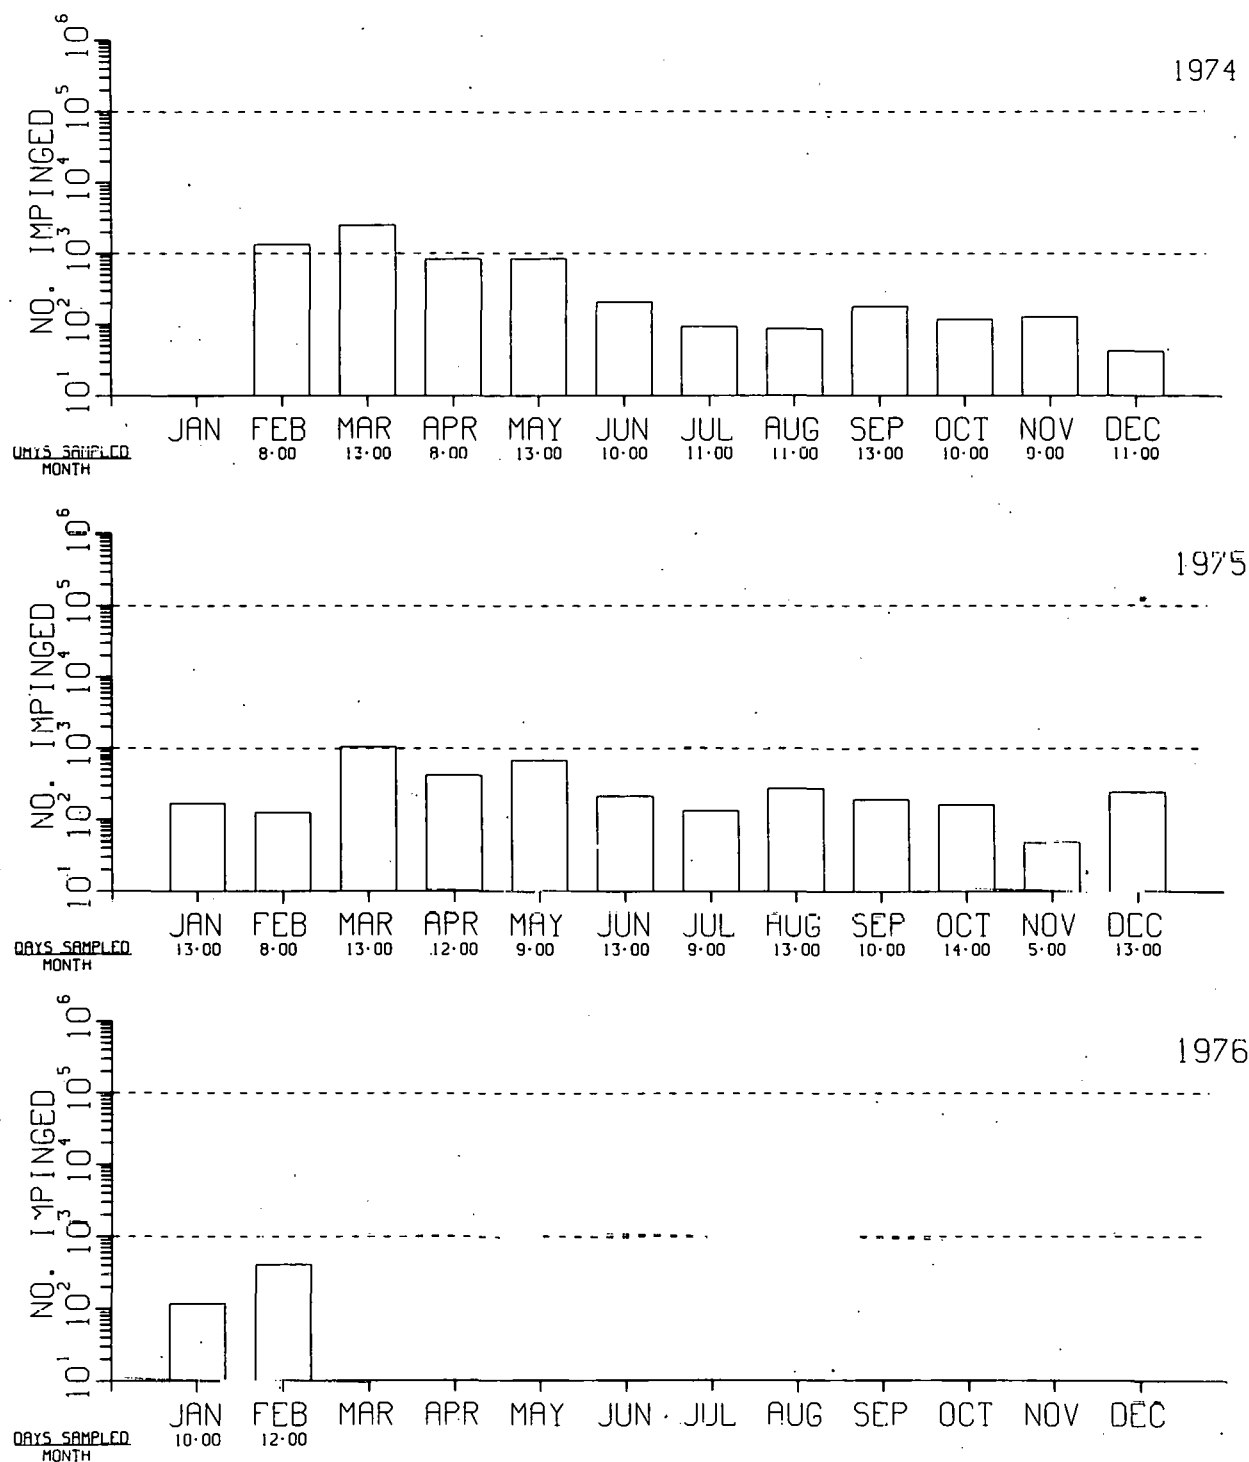 1974
NO. IMPINGED
10^6
10^5
10^4
10^3
10^2
10^1
JAN FEB MAR APR MAY JUN JUL AUG SEP OCT NOV DEC
DAYS SAMPLED 8.00 13.00 8.00 13.00 10.00 11.00 11.00 13.00 10.00 9.00 11.00
MONTH
1975
NO. IMPINGED
10^6
10^5
10^4
10^3
10^2
10^1
JAN FEB MAR APR MAY JUN JUL AUG SEP OCT NOV DEC
DAYS SAMPLED 13.00 8.00 13.00 12.00 9.00 13.00 9.00 13.00 10.00 14.00 5.00 13.00
MONTH
1976
NO. IMPINGED
10^6
10^5
10^4
10^3
10^2
10^1
JAN FEB MAR APR MAY JUN JUL AUG SEP OCT NOV DEC
DAYS SAMPLED 10.00 12.00
MONTH